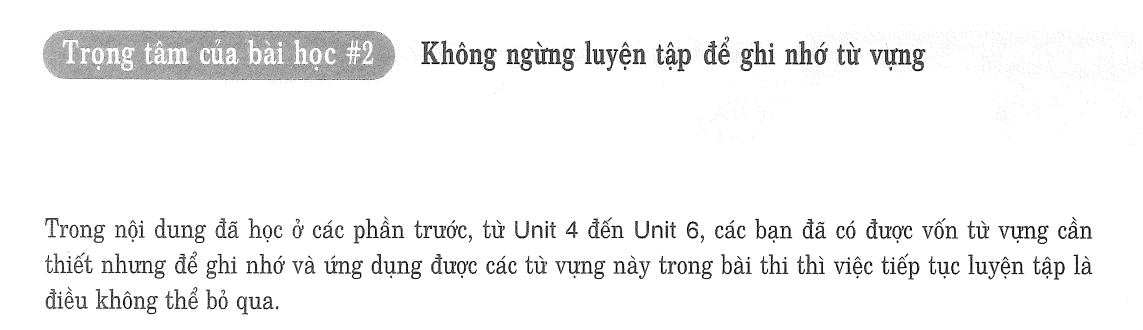 Trọng tâm của bài học #2 Không ngừng luyện tập để ghi nhớ từ vựng
Trong nội dung đã học ở các phần trước, từ Unit 4 đến Unit 6, các bạn đã có được vốn từ vựng cần
thiết nhưng để ghi nhớ và ứng dụng được các từ vựng này trong bài thi thì việc tiếp tục luyện tập là
điều không thể bỏ qua.